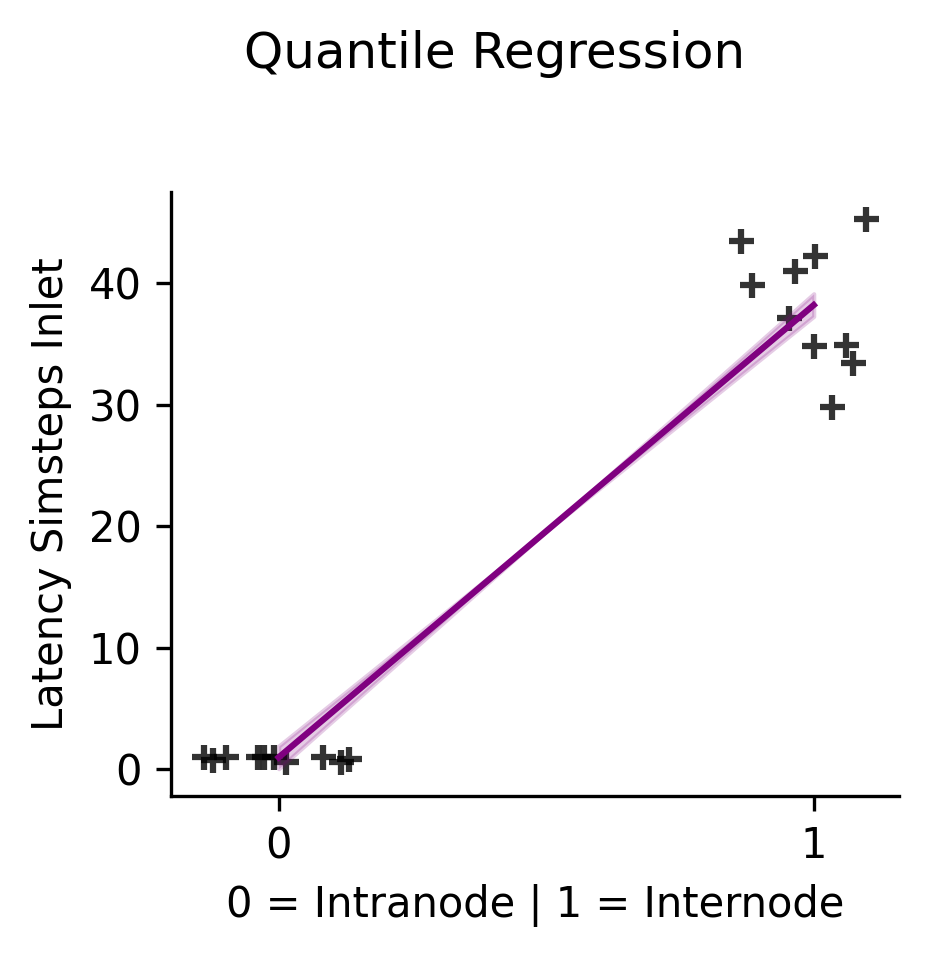 Quantile Regression
Latency Simsteps Inlet
40
30
20
10
0
0 1
0 = Intranode | 1 = Internode